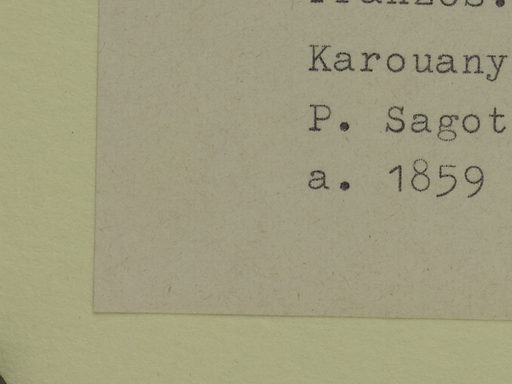 Karouany
P. Sagot
a. 1859